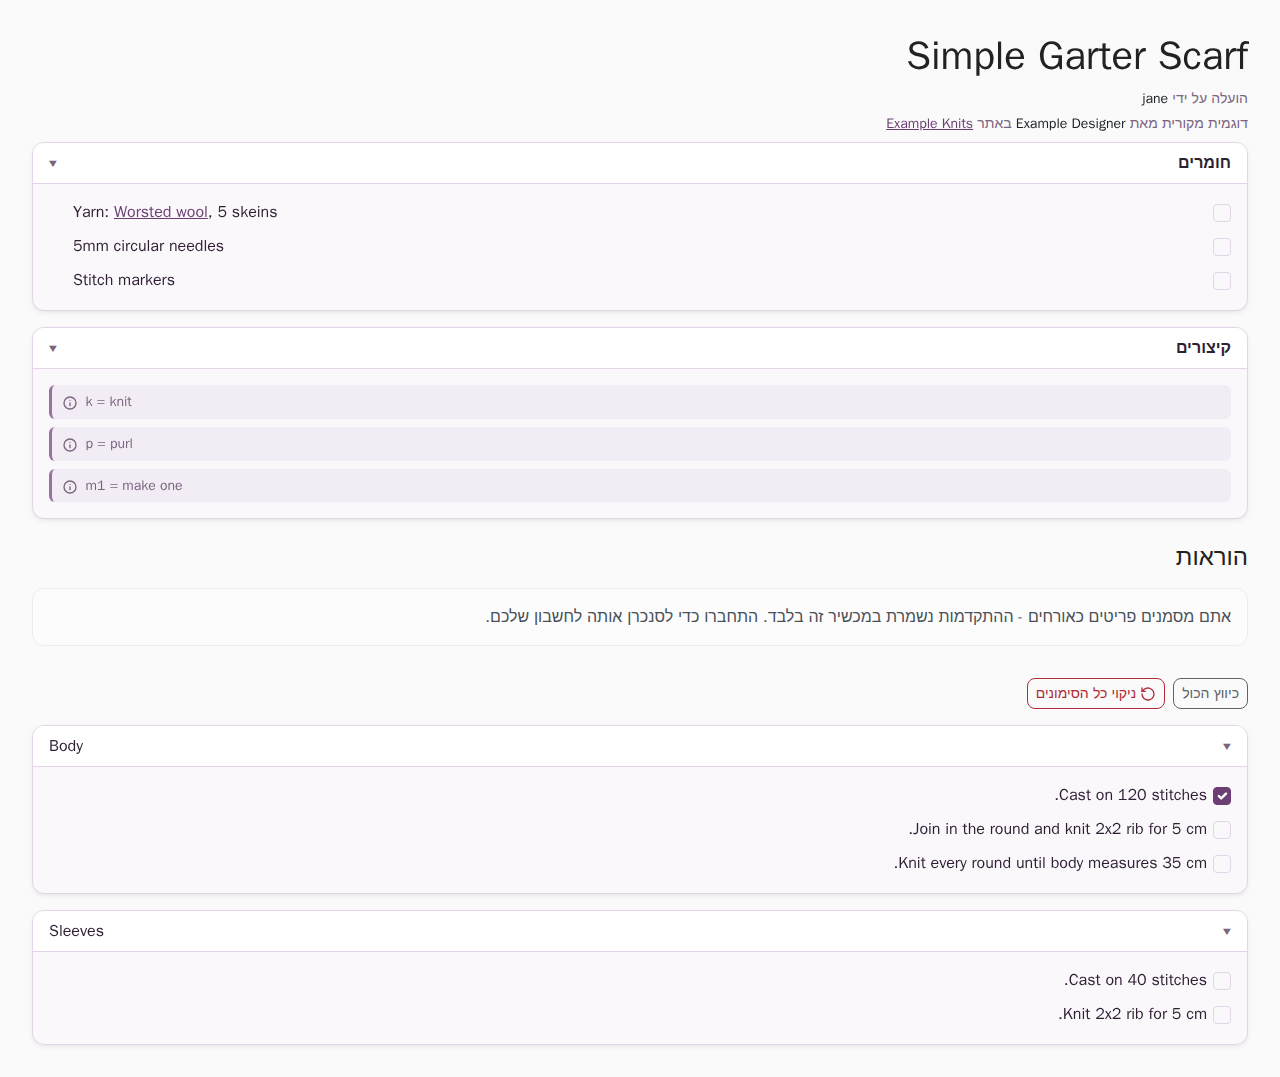 Simple Garter Scarf
הועלה על ידי jane
דוגמית מקורית מאת Example Designer באתר Example Knits
חומרים
Yarn: Worsted wool, 5 skeins
5mm circular needles
Stitch markers
קיצורים
k = knit
p = purl
m1 = make one
הוראות
אתם מסמנים פריטים כאורחים - ההתקדמות נשמרת במכשיר זה בלבד. התחברו כדי לסנכרן אותה לחשבון שלכם.
כיווץ הכול
ניקוי כל הסימונים
Body
Cast on 120 stitches.
Join in the round and knit 2x2 rib for 5 cm.
Knit every round until body measures 35 cm.
Sleeves
Cast on 40 stitches.
Knit 2x2 rib for 5 cm.